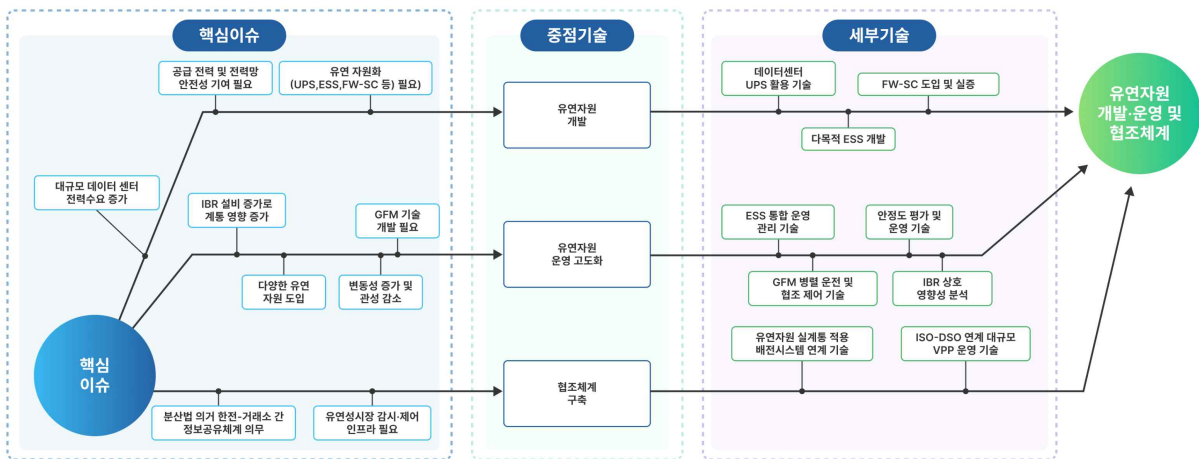 핵심이슈
중점기술
세부기술
공급 전력 및 전력망
안전성 기여 필요
유연 자원화
(UPS,ESS,FW-SC 등) 필요)
대규모 데이터 센터
전력수요 증가
IBR 설비 증가로
계통 영향 증가
GFM 기술
개발 필요
다양한 유연
자원 도입
변동성 증가 및
관성 감소
핵심
이슈
분산법 의거 한전-거래소 간
정보공유체계 의무
유연성시장 감시·제어
인프라 필요
유연자원
개발
유연자원
운영 고도화
협조체계
구축
데이터센터
UPS 활용 기술
FW-SC 도입 및 실증
다목적 ESS 개발
ESS 통합 운영
관리 기술
안정도 평가 및
운영 기술
GFM 병렬 운전 및
협조 제어 기술
IBR 상호
영향성 분석
유연자원 실계통 적용
배전시스템 연계 기술
ISO-DSO 연계 대규모
VPP 운영 기술
유연자원
개발·운영 및
협조체계